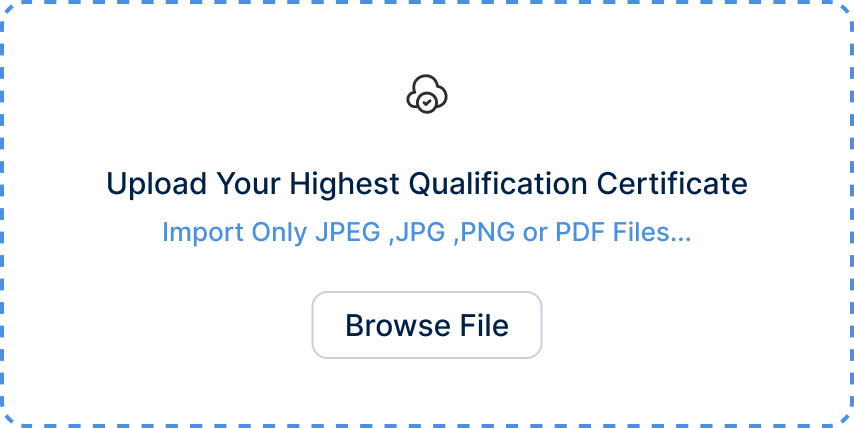 Upload Your Highest Qualification Certificate
Import Only JPEG ,JPG ,PNG or PDF Files...
Browse File